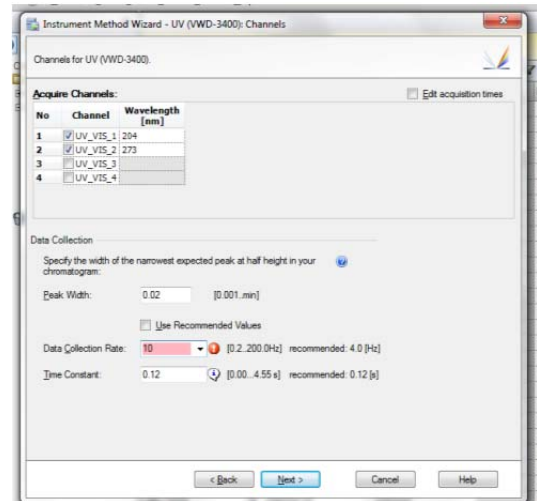 Instrument Method Wizard - UV (VWD-3400): Channels
Channels for UV (VWD-3400).
Acquire Channels:
Edit acquisition times
No Channel Wavelength [nm]
1 UV_VIS_1 204
2 UV_VIS_2 273
3 UV_VIS_3
4 UV_VIS_4
Data Collection
Specify the width of the narrowest expected peak at half height in your
chromatogram:
Peak Width: 0.02 [0.001..min]
Use Recommended Values
Data Collection Rate: 10 [0.2..200.0Hz] recommended: 4.0 [Hz]
Time Constant: 0.12 [0.00...4.55 s] recommended: 0.12 [s]
< Back Next > Cancel Help